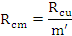 R_cm = R_cu / m′